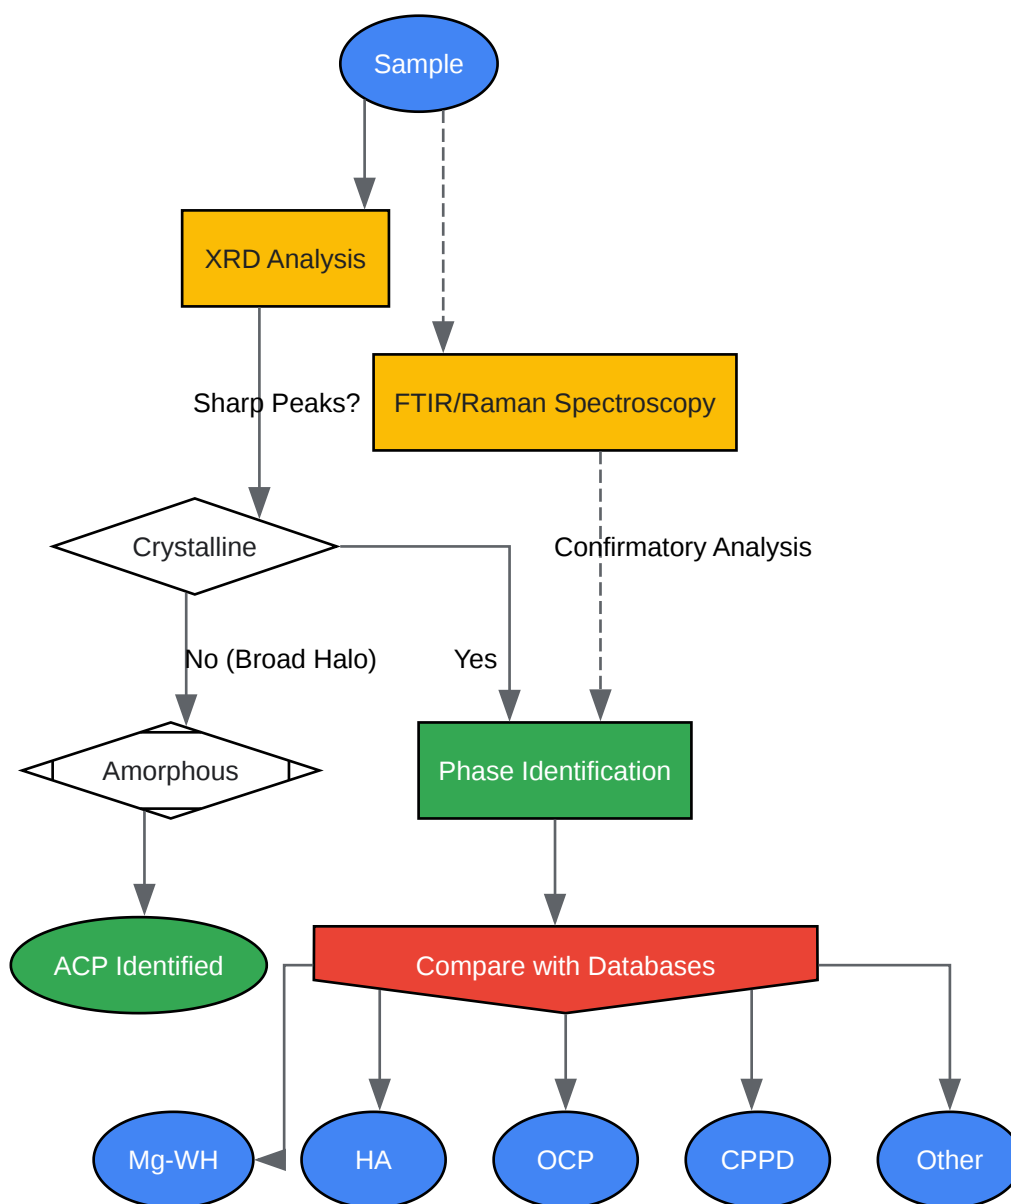 Sample
XRD Analysis
Sharp Peaks?
FTIR/Raman Spectroscopy
Crystalline
Confirmatory Analysis
No (Broad Halo)
Yes
Amorphous
Phase Identification
ACP Identified
Compare with Databases
Mg-WH
HA
OCP
CPPD
Other